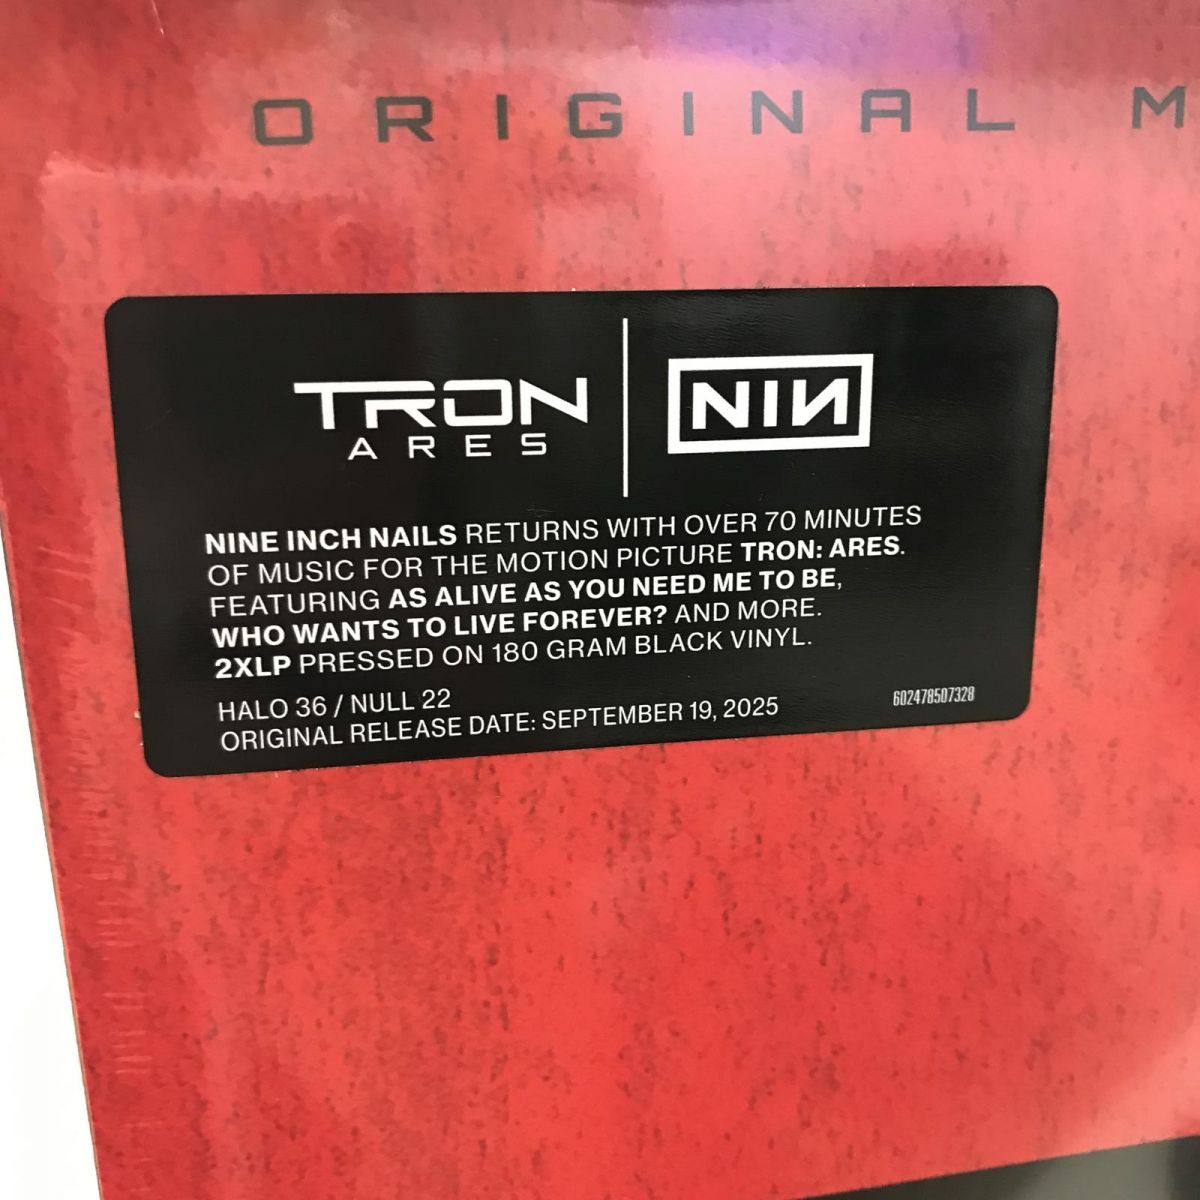 ORIGINAL M
TRON
ARES
NIN
NINE INCH NAILS RETURNS WITH OVER 70 MINUTES
OF MUSIC FOR THE MOTION PICTURE TRON: ARES.
FEATURING AS ALIVE AS YOU NEED ME TO BE,
WHO WANTS TO LIVE FOREVER? AND MORE.
2XLP PRESSED ON 180 GRAM BLACK VINYL.
HALO 36 / NULL 22
ORIGINAL RELEASE DATE: SEPTEMBER 19, 2025
602478507328